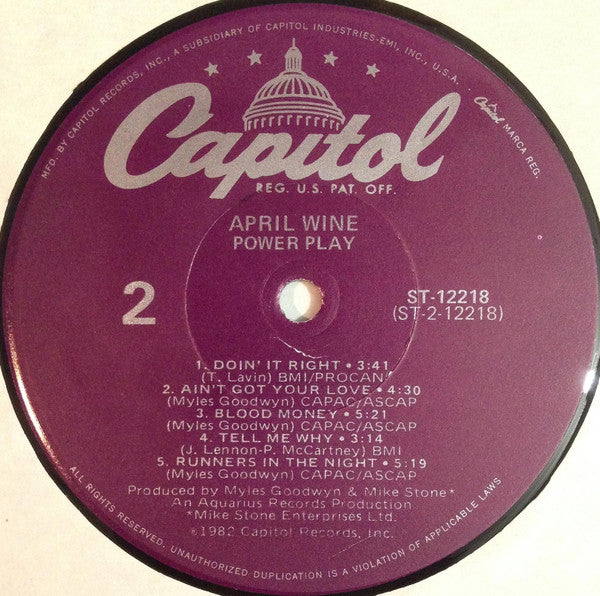 MFD. BY CAPITOL RECORDS, INC., A SUBSIDIARY OF CAPITOL INDUSTRIES-EMI, INC., U.S.A.
Capitol MARCA REG.
Capitol
REG. U.S. PAT. OFF.
APRIL WINE
POWER PLAY
2
ST-12218
(ST-2-12218)
1. DOIN' IT RIGHT • 3:41
(T. Lavin) BMI/PROCAN
2. AIN'T GOT YOUR LOVE • 4:30
(Myles Goodwyn) CAPAC/ASCAP
3. BLOOD MONEY • 5:21
(Myles Goodwyn) CAPAC/ASCAP
4. TELL ME WHY • 3:14
(J. Lennon-P. McCartney) BMI
5. RUNNERS IN THE NIGHT • 5:19
(Myles Goodwyn) CAPAC/ASCAP
Produced by Myles Goodwyn & Mike Stone*
An Aquarius Records Production
*Mike Stone Enterprises Ltd.
©1982 Capitol Records, Inc.
ALL RIGHTS RESERVED. UNAUTHORIZED DUPLICATION IS A VIOLATION OF APPLICABLE LAWS